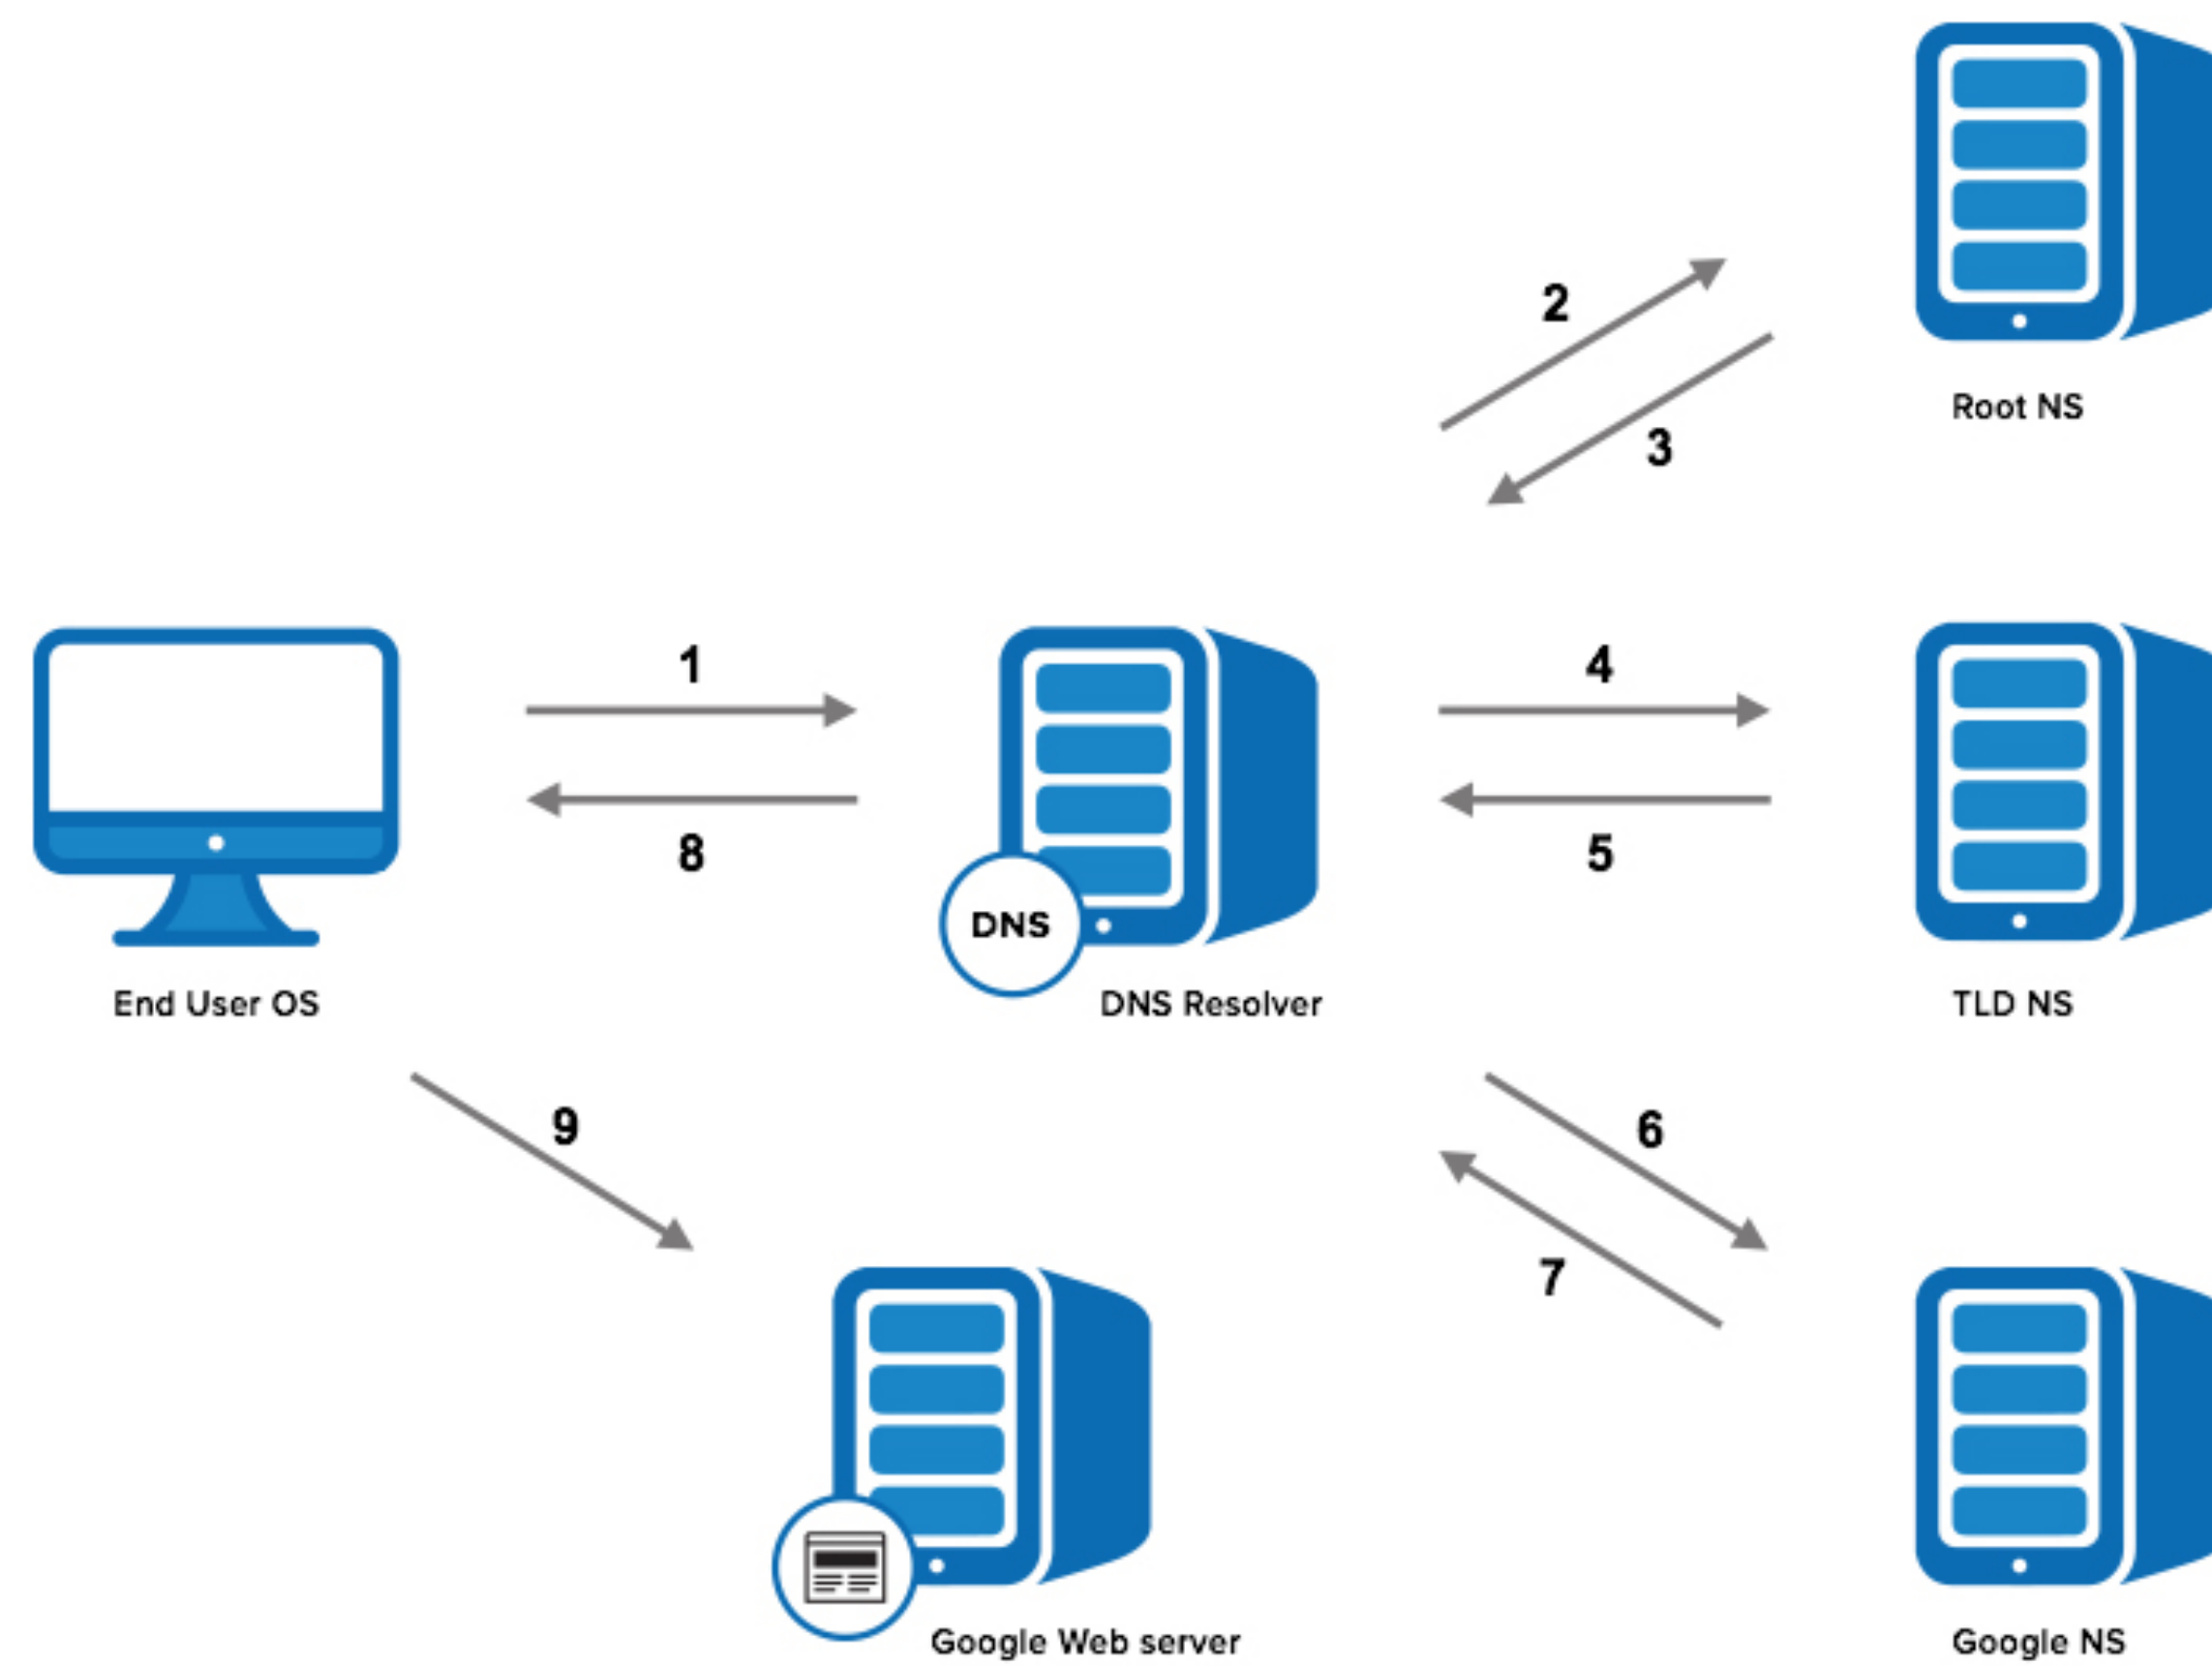 2
3
Root NS
1
4
8
5
DNS
End User OS
DNS Resolver
TLD NS
9
6
7
Google Web server
Google NS